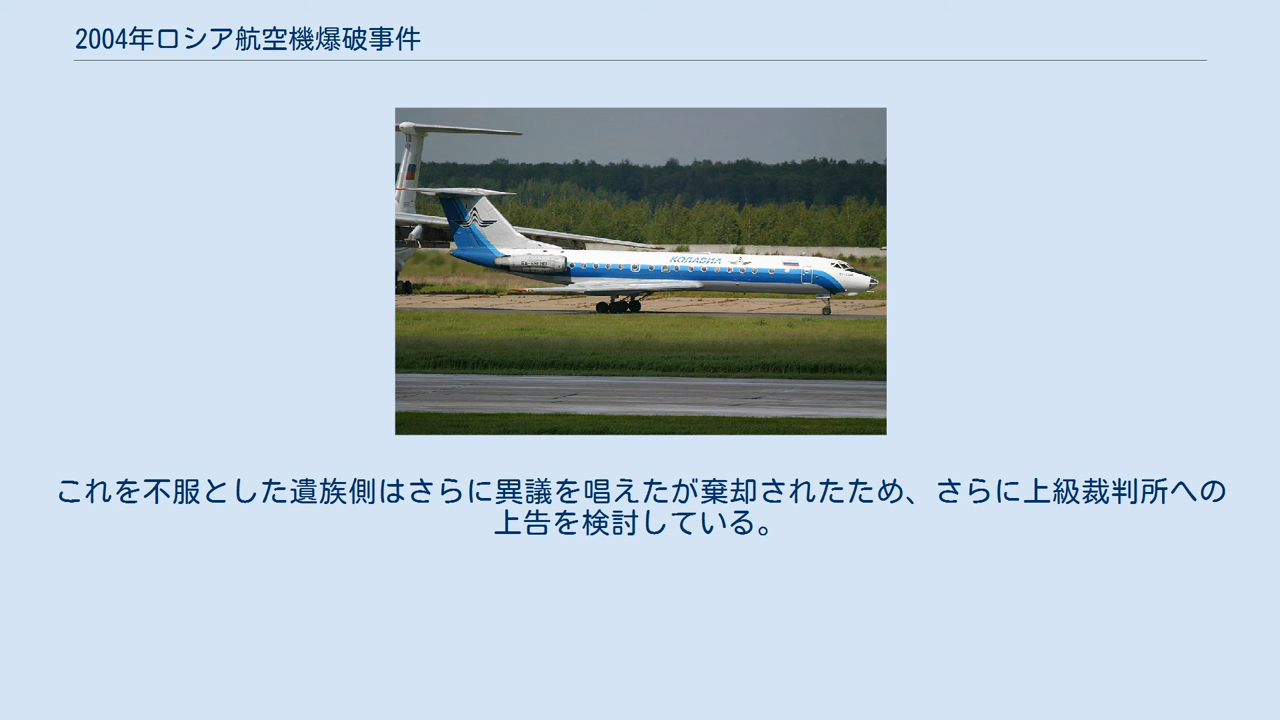 2004年ロシア航空機爆破事件
КОЛАВИА
これを不服とした遺族側はさらに異議を唱えたが棄却されたため、さらに上級裁判所への
上告を検討している。